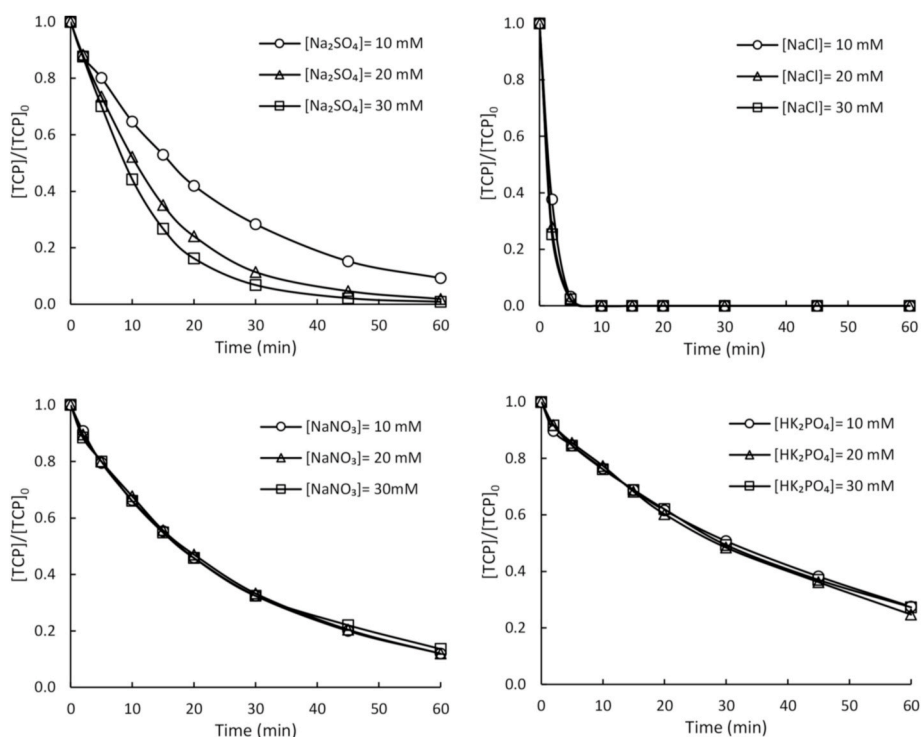 1.0
0.8
0.6
0.4
0.2
0.0
[TCP]/[TCP]₀
[Na₂SO₄]= 10 mM
[Na₂SO₄]= 20 mM
[Na₂SO₄]= 30 mM
0 10 20 30 40 50 60
Time (min)
1.0
0.8
0.6
0.4
0.2
0.0
[TCP]/[TCP]₀
[NaCl]= 10 mM
[NaCl]= 20 mM
[NaCl]= 30 mM
0 10 20 30 40 50 60
Time (min)
1.0
0.8
0.6
0.4
0.2
0.0
[TCP]/[TCP]₀
[NaNO₃]= 10 mM
[NaNO₃]= 20 mM
[NaNO₃]= 30mM
0 10 20 30 40 50 60
Time (min)
1.0
0.8
0.6
0.4
0.2
0.0
[TCP]/[TCP]₀
[HK₂PO₄]= 10 mM
[HK₂PO₄]= 20 mM
[HK₂PO₄]= 30 mM
0 10 20 30 40 50 60
Time (min)